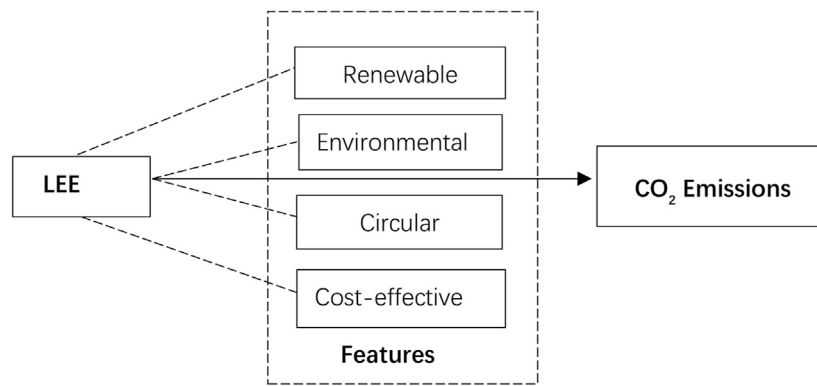 Renewable
Environmental
LEE
CO₂ Emissions
Circular
Cost-effective
Features